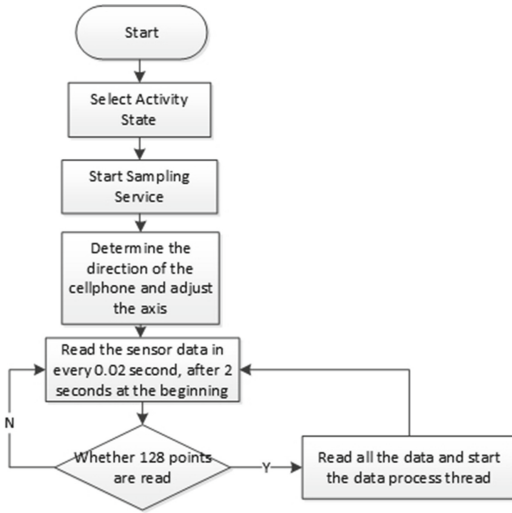 Start
Select Activity
State
Start Sampling
Service
Determine the
direction of the
cellphone and adjust
the axis
Read the sensor data in
every 0.02 second, after 2
seconds at the beginning
N
Whether 128 points
are read
Y
Read all the data and start
the data process thread